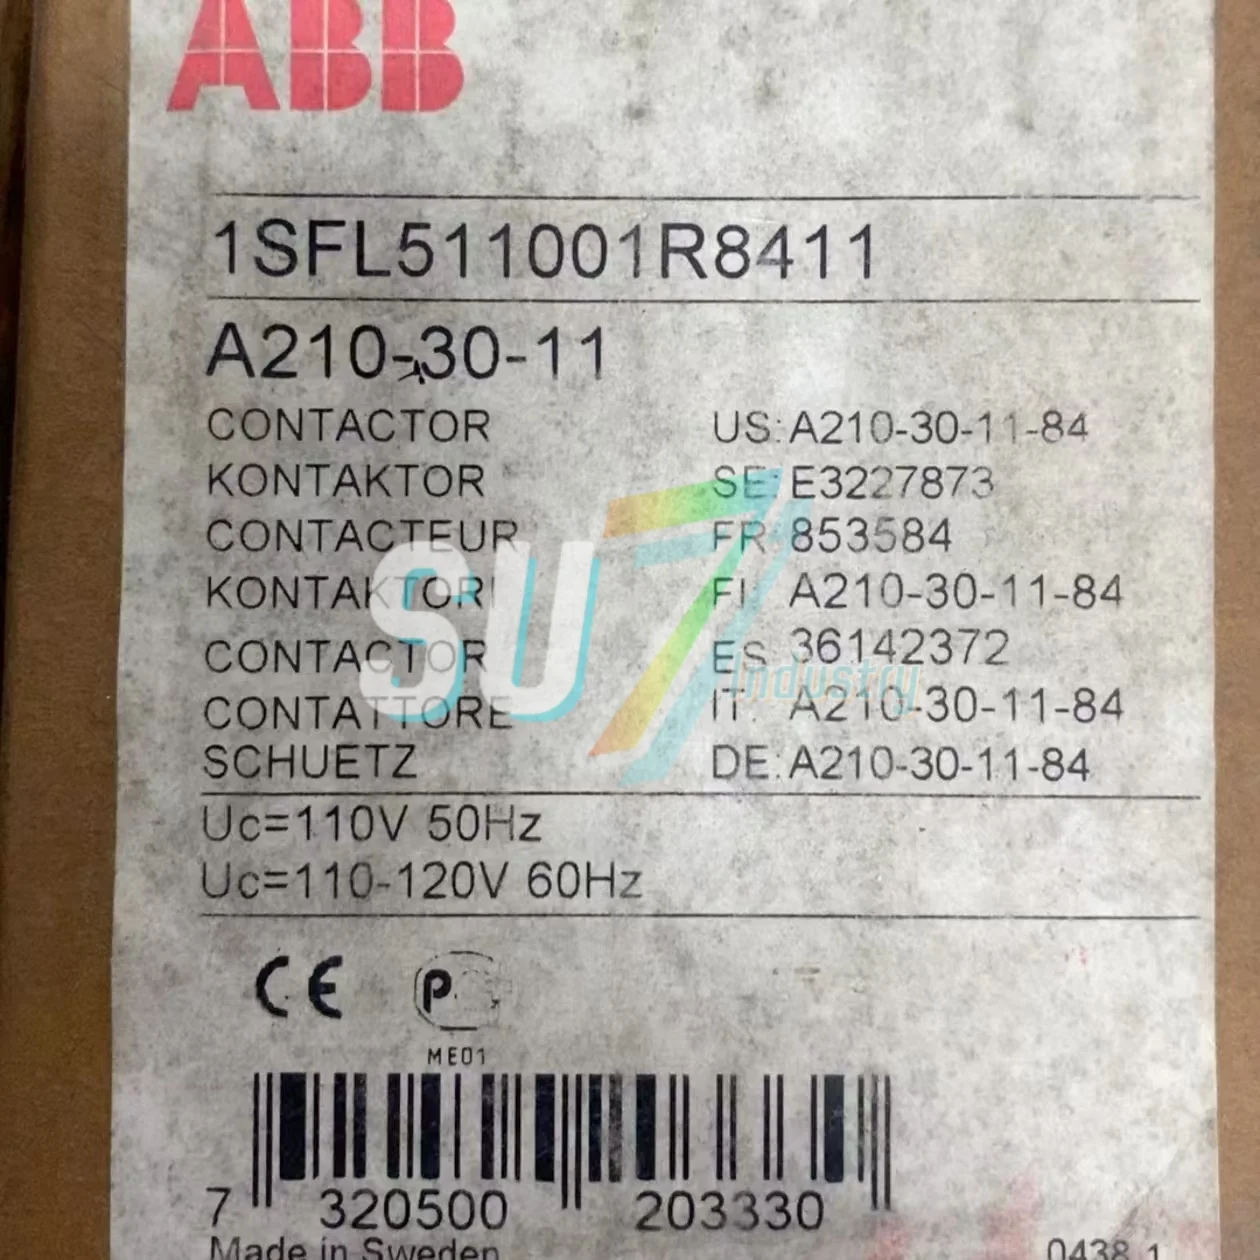 ABB
1SFL511001R8411
A210-30-11
CONTACTOR US:A210-30-11-84
KONTAKTOR SE:E3227873
CONTACTEUR FR:853584
KONTAKTORI FI: A210-30-11-84
CONTACTOR ES:36142372
CONTATTORE IT: A210-30-11-84
SCHUETZ DE:A210-30-11-84
SU7
Industry
Uc=110V 50Hz
Uc=110-120V 60Hz
CE P
ME01
7 320500 203330
Made in Sweden 0438 1